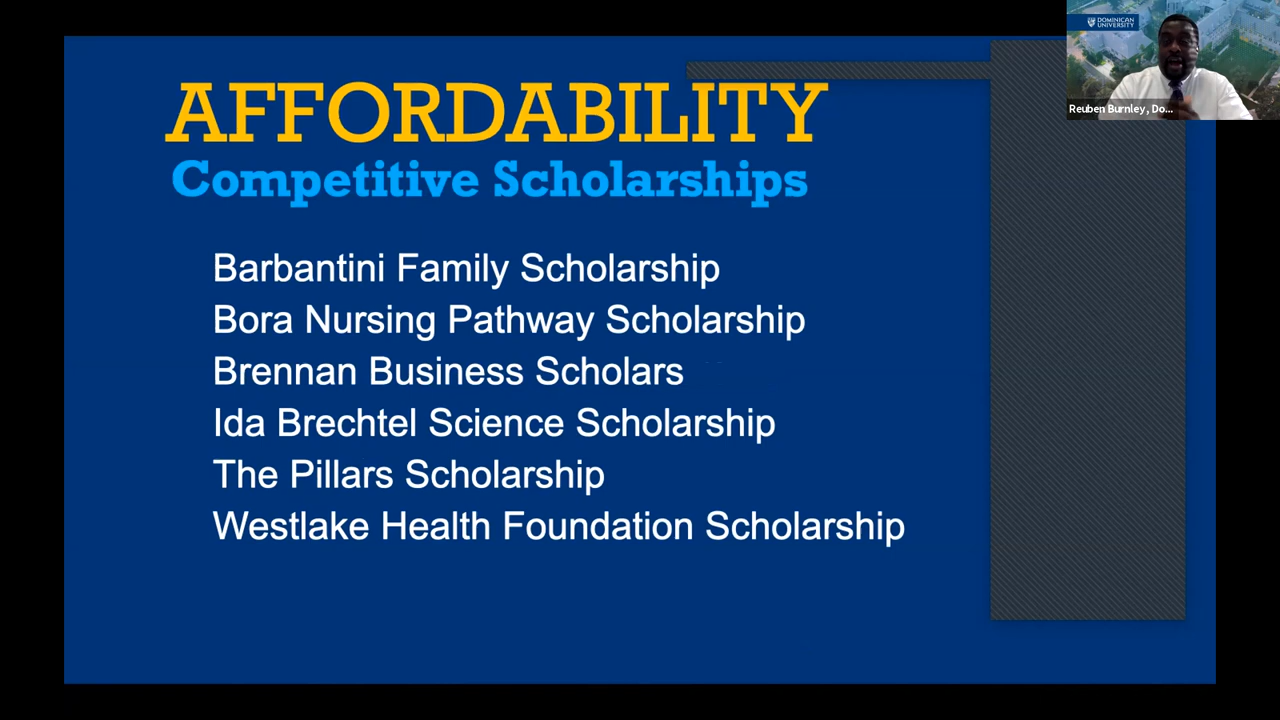 AFFORDABILITY
Competitive Scholarships
Barbantini Family Scholarship
Bora Nursing Pathway Scholarship
Brennan Business Scholars
Ida Brechtel Science Scholarship
The Pillars Scholarship
Westlake Health Foundation Scholarship
DOMINICAN
UNIVERSITY
Reuben Burnley, Do...